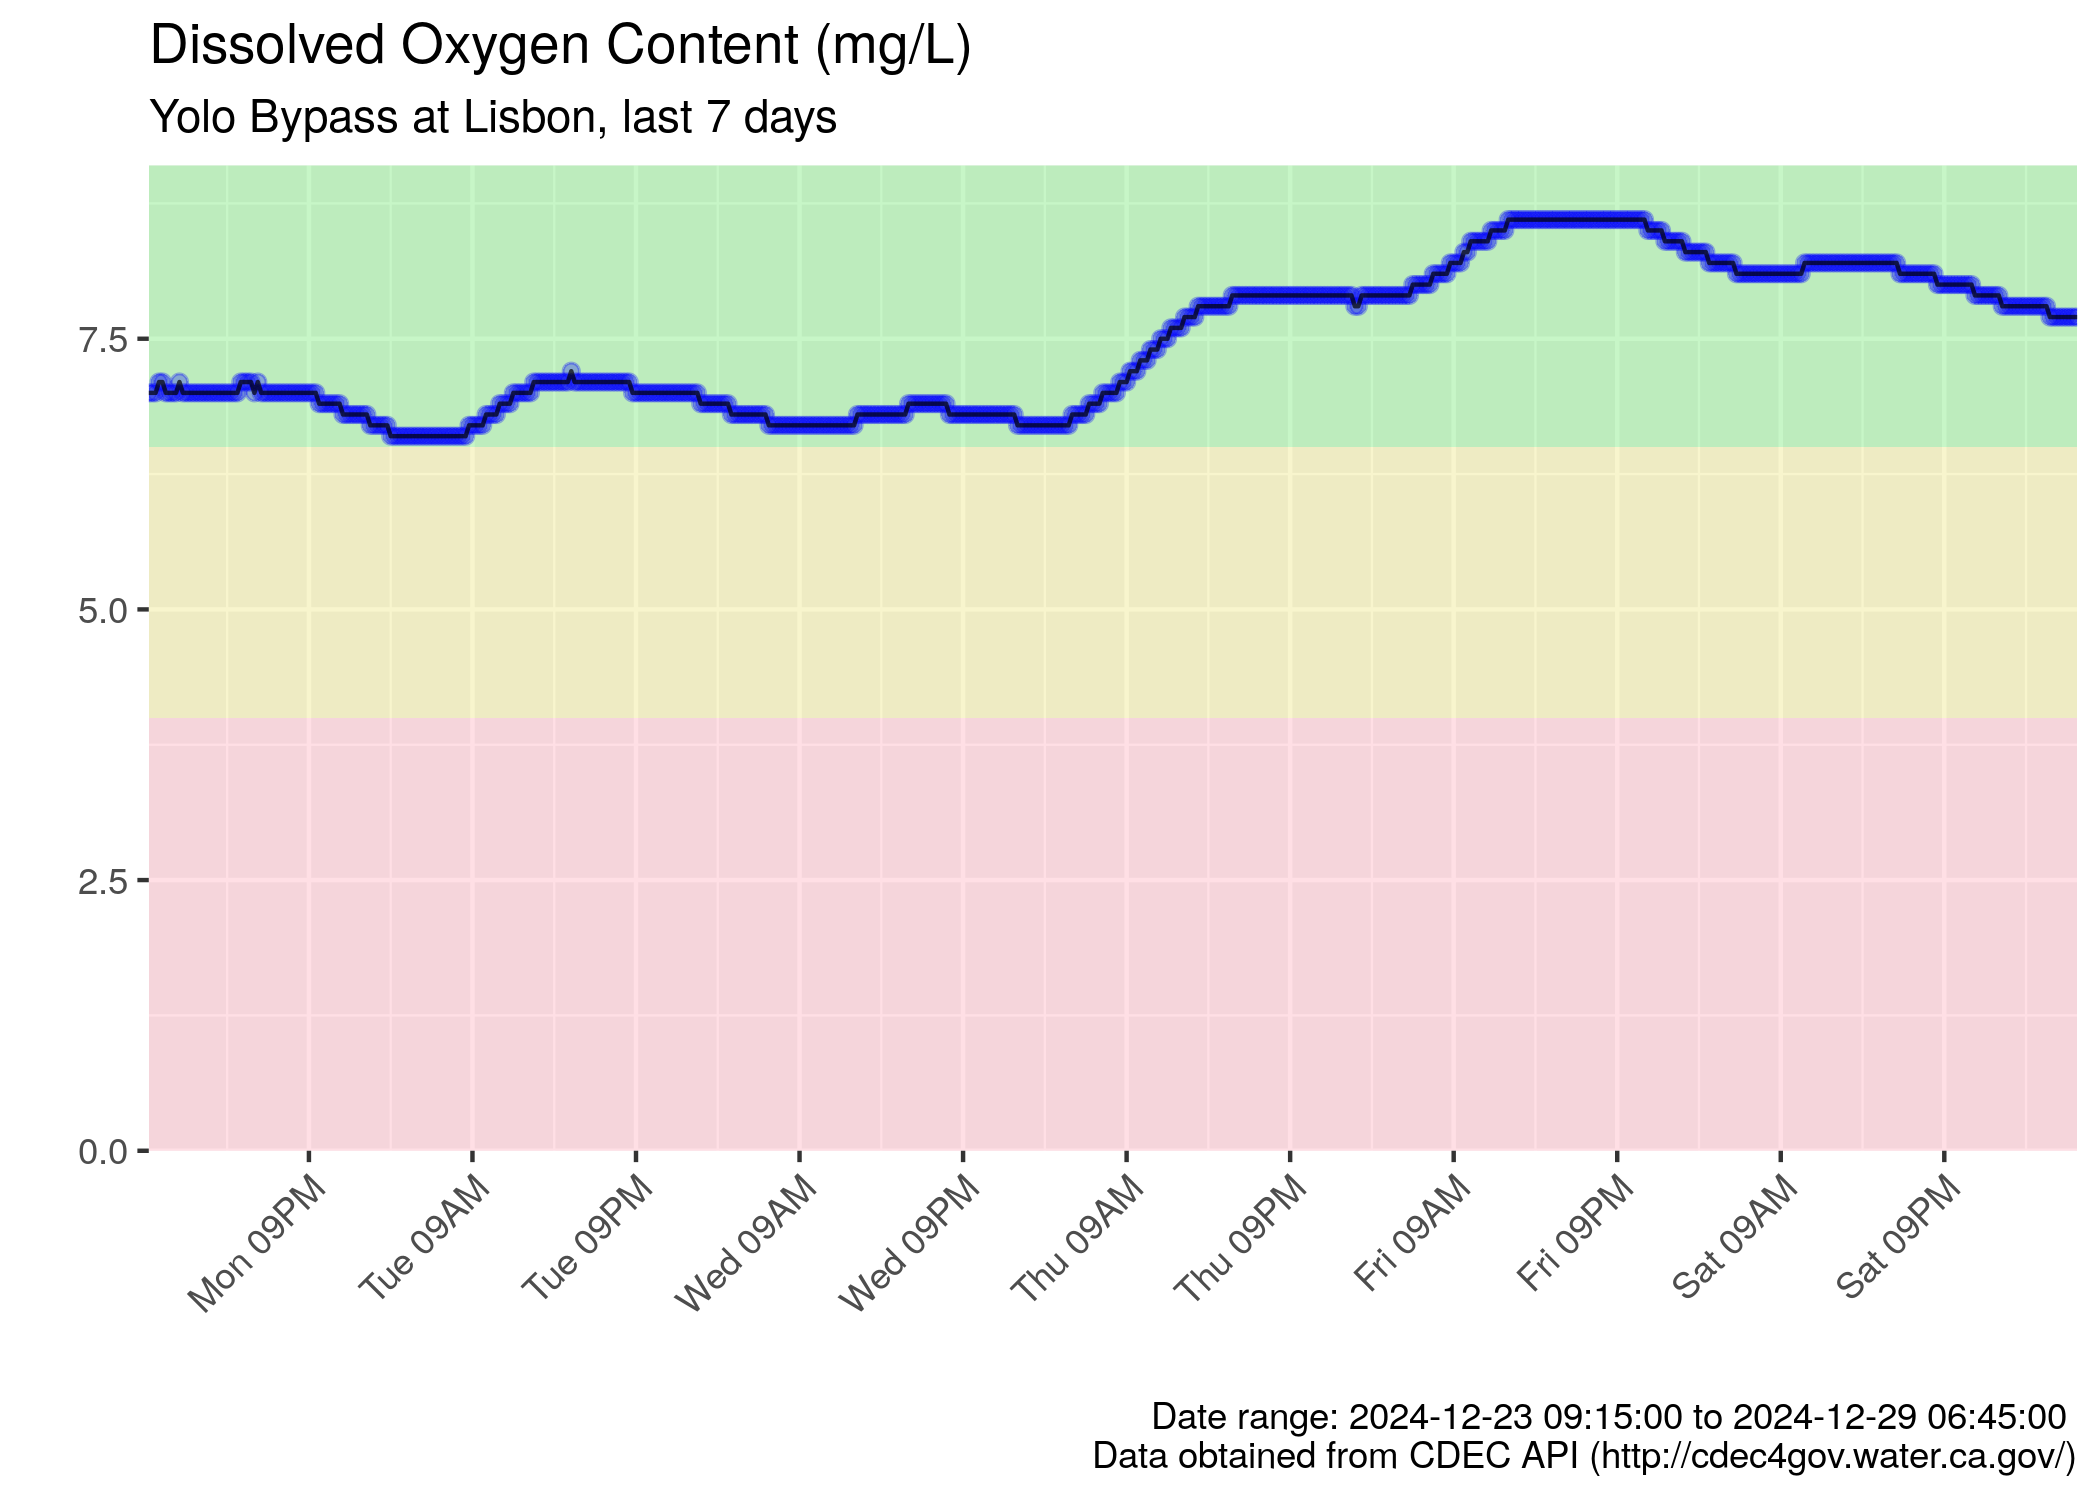 Dissolved Oxygen Content (mg/L)
Yolo Bypass at Lisbon, last 7 days
7.5
5.0
2.5
0.0
Mon 09PM
Tue 09AM
Tue 09PM
Wed 09AM
Wed 09PM
Thu 09AM
Thu 09PM
Fri 09AM
Fri 09PM
Sat 09AM
Sat 09PM
Date range: 2024-12-23 09:15:00 to 2024-12-29 06:45:00
Data obtained from CDEC API (http://cdec4gov.water.ca.gov/)